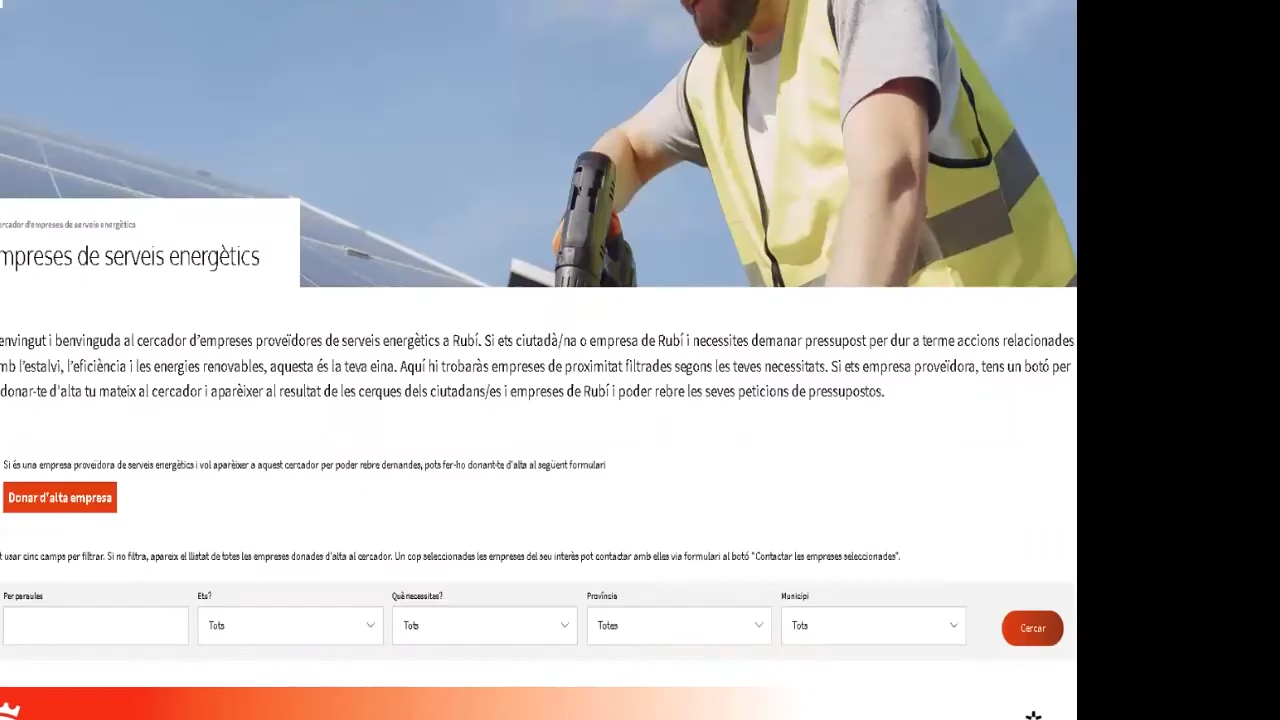 cercador d'empreses de serveis energètics
empreses de serveis energètics
envingut i benvinguda al cercador d'empreses proveïdores de serveis energètics a Rubí. Si ets ciutadà/na o empresa de Rubí i necessites demanar pressupost per dur a terme accions relacionades
mb l'estalvi, l'eficiència i les energies renovables, aquesta és la teva eina. Aquí hi trobaràs empreses de proximitat filtrades segons les teves necessitats. Si ets empresa proveïdora, tens un botó per
donar-te d'alta tu mateix al cercador i aparèixer al resultat de les cerques dels ciutadans/es i empreses de Rubí i poder rebre les seves peticions de pressupostos.
Si és una empresa proveïdora de serveis energètics i vol aparèixer a aquest cercador per poder rebre demandes, pots fer-ho donant-te d'alta al següent formulari
Donar d'alta empresa
t usar cinc camps per filtrar. Si no filtra, apareix el llistat de totes les empreses donades d'alta al cercador. Un cop seleccionades les empreses del seu interès pot contactar amb elles via formulari al botó "Contactar les empreses seleccionades".
Per paraules Ets? Què necessites? Província Municipi
Tots Tots Totes Tots Cercar